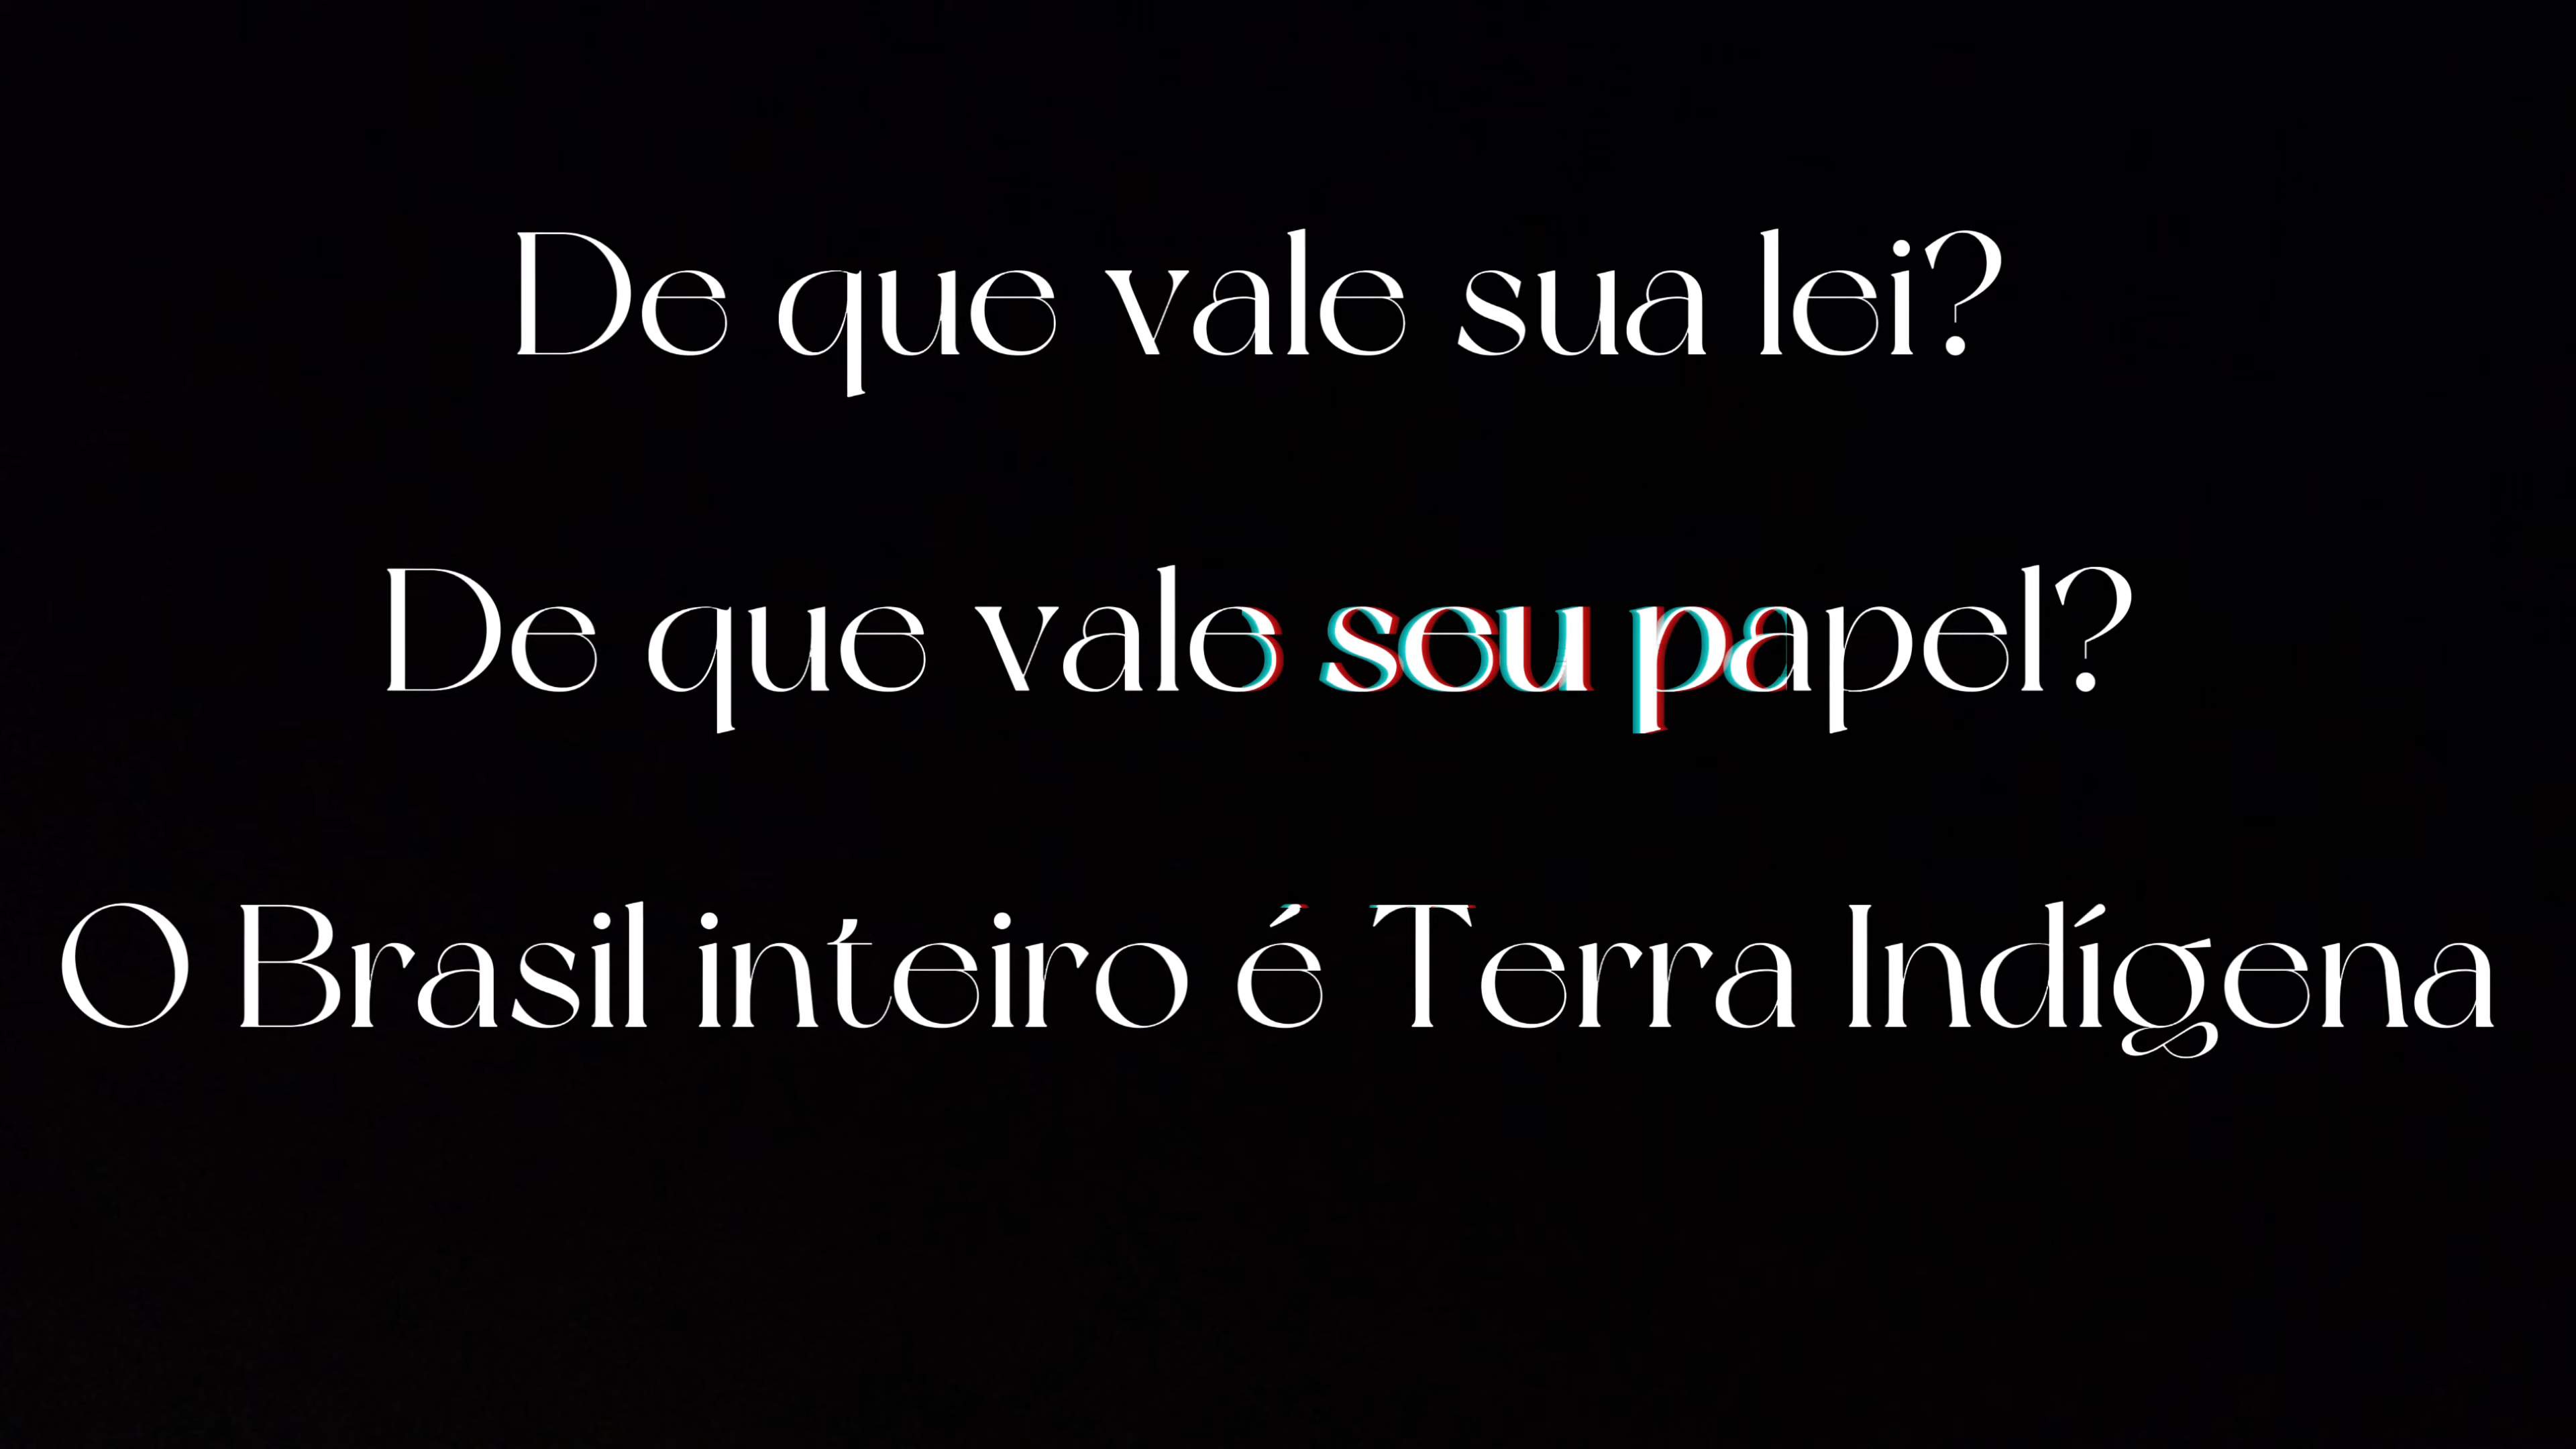 De que vale sua lei?
De que vale seu papel?
O Brasil inteiro é Terra Indígena